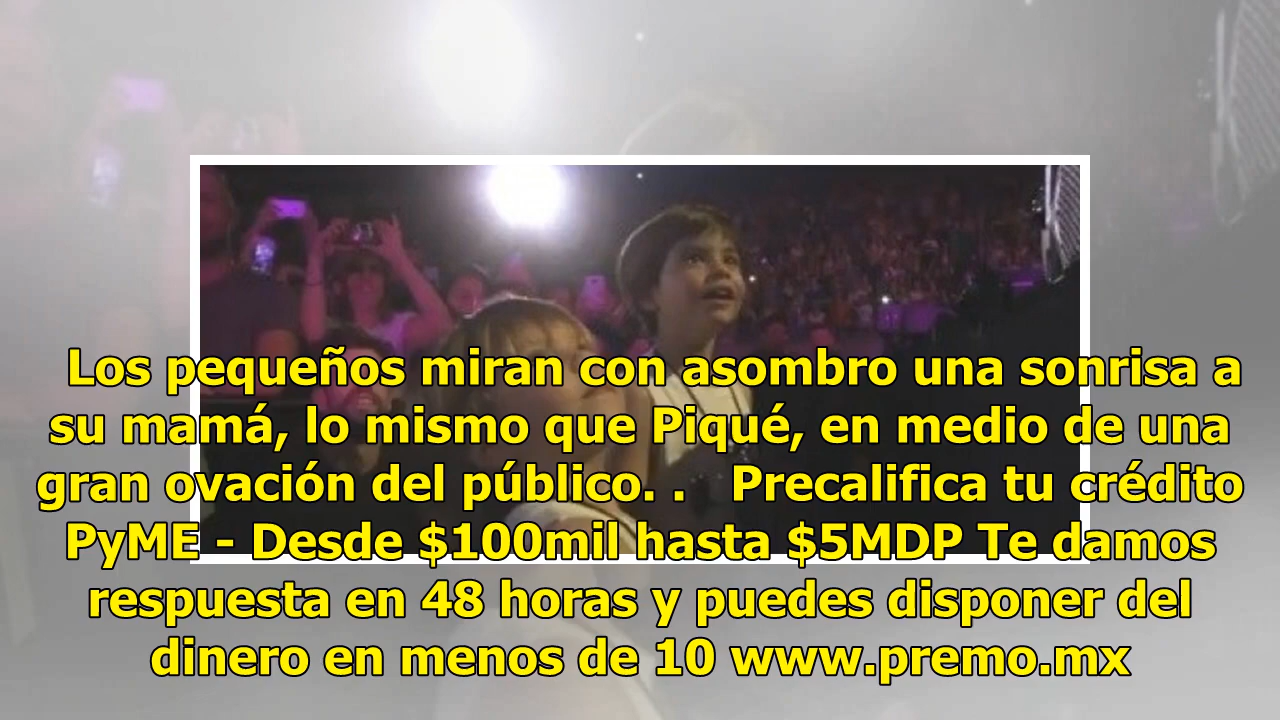 Los pequeños miran con asombro una sonrisa a
su mamá, lo mismo que Piqué, en medio de una
gran ovación del público. .   Precalifica tu crédito
PyME - Desde $100mil hasta $5MDP Te damos
respuesta en 48 horas y puedes disponer del
dinero en menos de 10 www.premo.mx